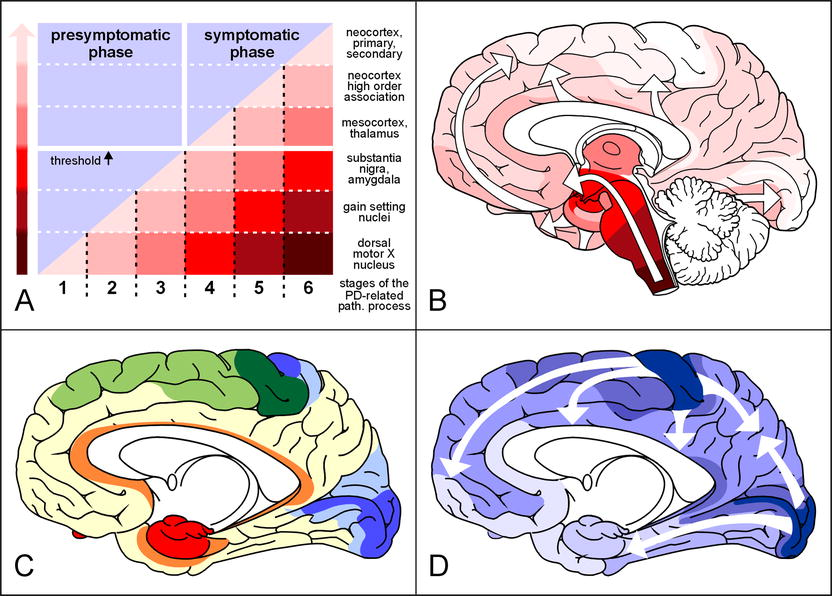 presymptomatic
phase
symptomatic
phase
neocortex,
primary,
secondary
neocortex
high order
association
mesocortex,
thalamus
threshold
substantia
nigra,
amygdala
gain setting
nuclei
dorsal
motor X
nucleus
1 2 3 4 5 6
stages of the
PD-related
path. process
A
B
C
D